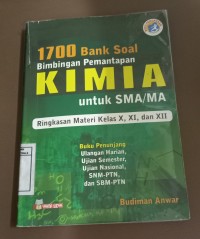 1700 Bank Soal
Bimbingan Pemantapan
KIMIA
untuk SMA/MA
Ringkasan Materi Kelas X, XI, dan XII
Buku Penunjang
Ulangan Harian,
Ujian Semester,
Ujian Nasional,
SNM-PTN,
dan SBM-PTN
Budiman Anwar